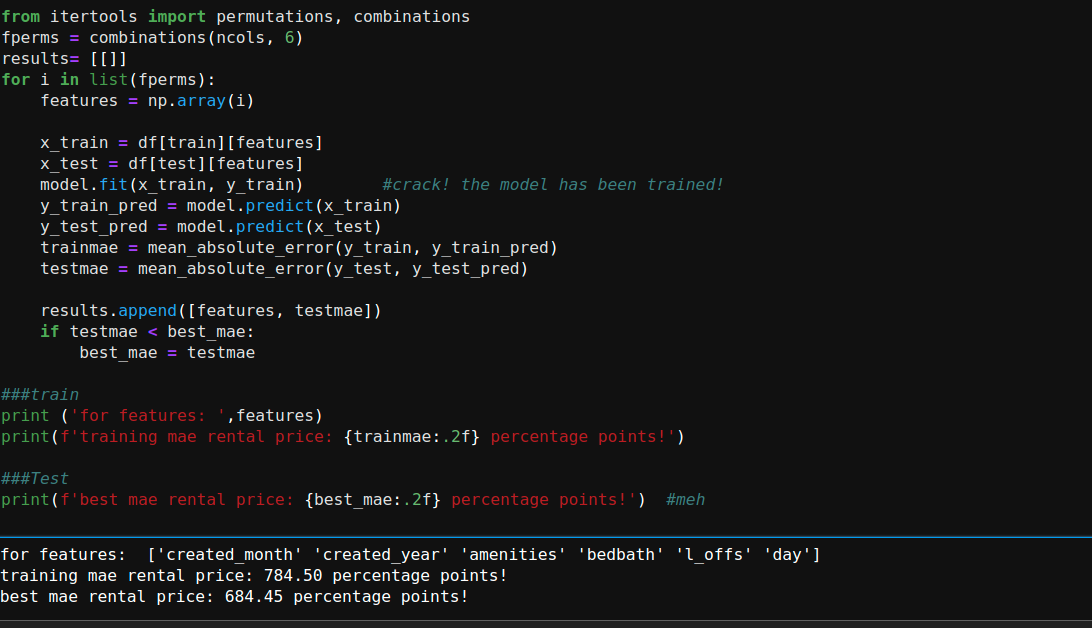 from itertools import permutations, combinations
fperms = combinations(ncols, 6)
results= [[]]
for i in list(fperms):
    features = np.array(i)

    x_train = df[train][features]
    x_test = df[test][features]
    model.fit(x_train, y_train)        #crack! the model has been trained!
    y_train_pred = model.predict(x_train)
    y_test_pred = model.predict(x_test)
    trainmae = mean_absolute_error(y_train, y_train_pred)
    testmae = mean_absolute_error(y_test, y_test_pred)

    results.append([features, testmae])
    if testmae < best_mae:
        best_mae = testmae

###train
print ('for features: ',features)
print(f'training mae rental price: {trainmae:.2f} percentage points!')

###Test
print(f'best mae rental price: {best_mae:.2f} percentage points!')  #meh

for features:  ['created_month' 'created_year' 'amenities' 'bedbath' 'l_offs' 'day']
training mae rental price: 784.50 percentage points!
best mae rental price: 684.45 percentage points!